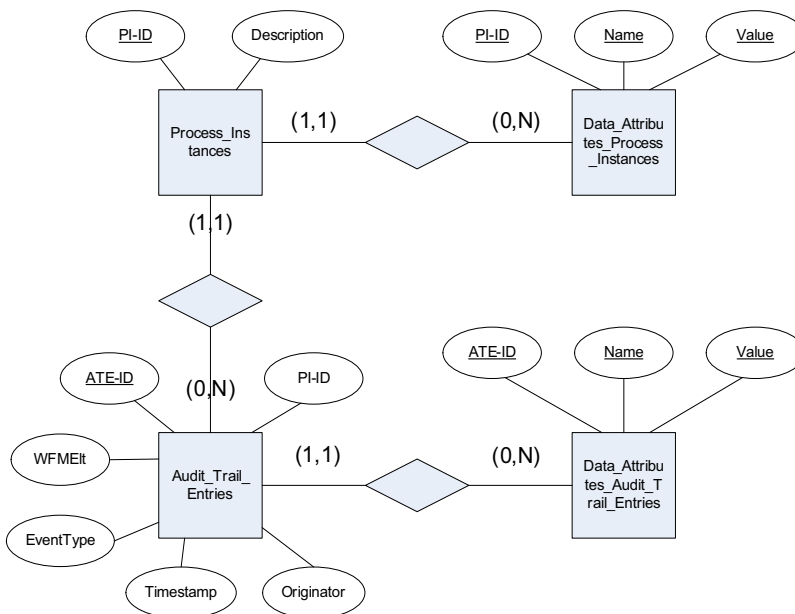 PI-ID
Description
PI-ID
Name
Value
Process_Ins
tances
(1,1)
(0,N)
Data_Attribu
tes_Process
_Instances
(1,1)
(0,N)
ATE-ID
PI-ID
WFMElt
EventType
Timestamp
Originator
Audit_Trail_
Entries
(1,1)
(0,N)
ATE-ID
Name
Value
Data_Attribu
tes_Audit_T
rail_Entries